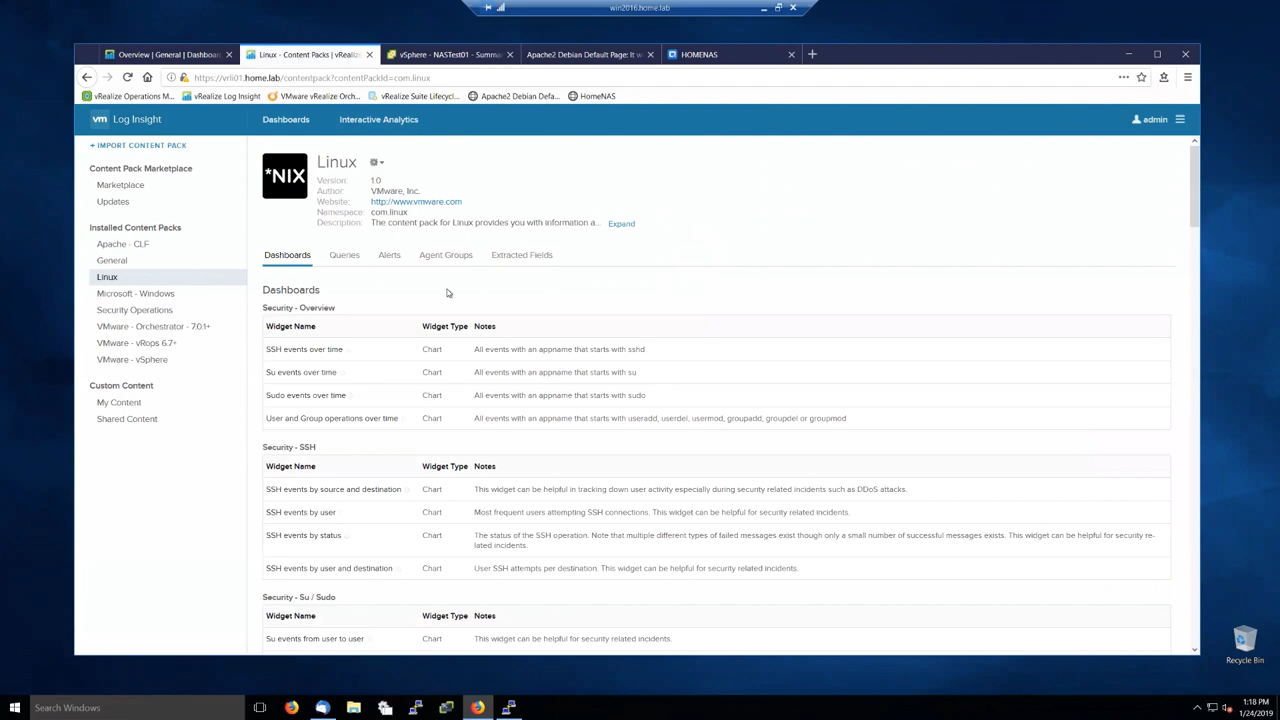 win2016.home.lab
Overview | General | Dashboar
Linux - Content Packs | vRealize
vSphere - NASTest01 - Summa
Apache2 Debian Default Page: It w
HOMENAS
https://vrli01.home.lab/contentpack?contentPackId=com.linux
vRealize Operations M...
vRealize Log Insight
VMware vRealize Orch...
vRealize Suite Lifecycl...
Apache2 Debian Defa...
HomeNAS
vm Log Insight
Dashboards
Interactive Analytics
admin
+ IMPORT CONTENT PACK
Content Pack Marketplace
Marketplace
Updates
Installed Content Packs
Apache - CLF
General
Linux
Microsoft - Windows
Security Operations
VMware - Orchestrator - 7.0.1+
VMware - vRops 6.7+
VMware - vSphere
Custom Content
My Content
Shared Content
*NIX
Linux
Version: 1.0
Author: VMware, Inc.
Website: http://www.vmware.com
Namespace: com.linux
Description: The content pack for Linux provides you with information a... Expand
Dashboards Queries Alerts Agent Groups Extracted Fields
Dashboards
Security - Overview
Widget Name Widget Type Notes
SSH events over time Chart All events with an appname that starts with sshd
Su events over time Chart All events with an appname that starts with su
Sudo events over time Chart All events with an appname that starts with sudo
User and Group operations over time Chart All events with an appname that starts with useradd, userdel, usermod, groupadd, groupdel or groupmod
Security - SSH
Widget Name Widget Type Notes
SSH events by source and destination Chart This widget can be helpful in tracking down user activity especially during security related incidents such as DDoS attacks.
SSH events by user Chart Most frequent users attempting SSH connections. This widget can be helpful for security related incidents.
SSH events by status Chart The status of the SSH operation. Note that multiple different types of failed messages exist though only a small number of successful messages exists. This widget can be helpful for security re-
lated incidents.
SSH events by user and destination Chart User SSH attempts per destination. This widget can be helpful for security related incidents.
Security - Su / Sudo
Widget Name Widget Type Notes
Su events from user to user Chart This widget can be helpful for security related incidents.
Recycle Bin
Search Windows
1:18 PM
1/24/2019